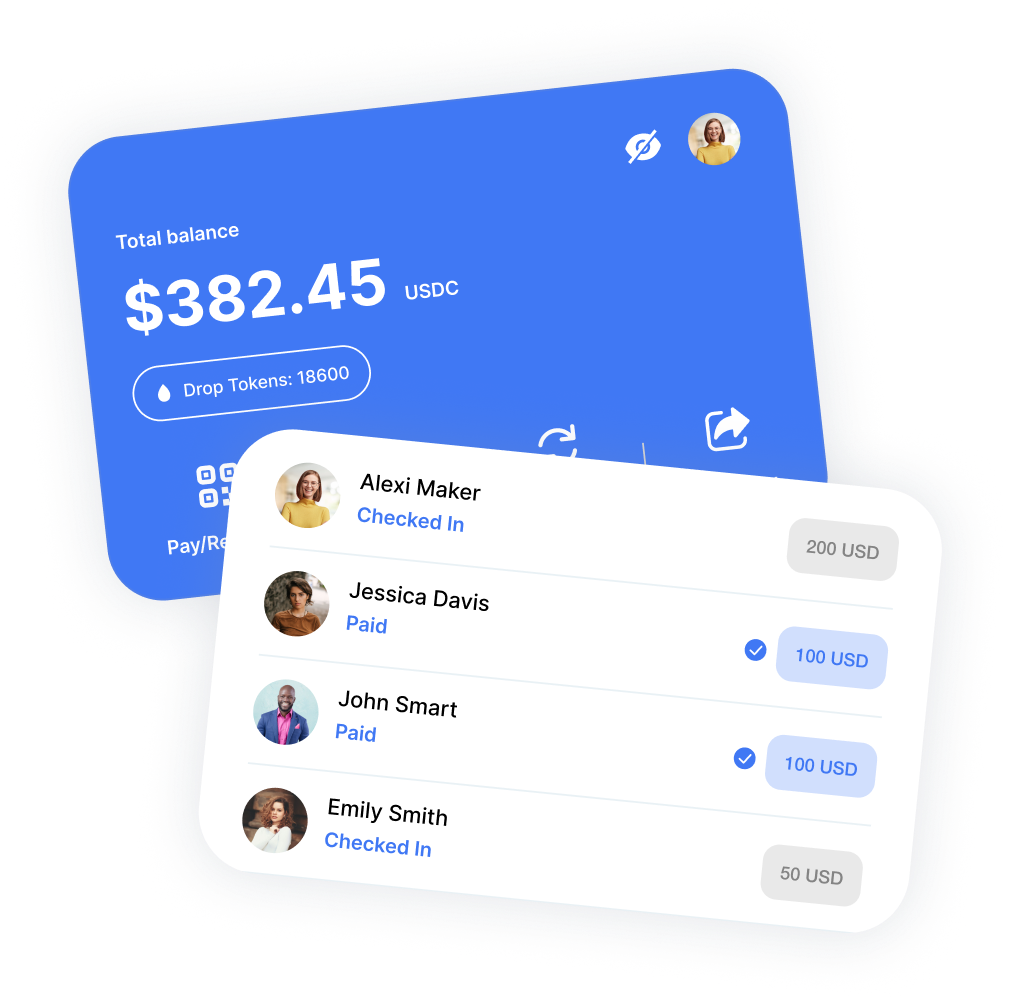 Total balance
$382.45 USDC
Drop Tokens: 18600
Alexi Maker
Checked In
200 USD
Pay/Re
Jessica Davis
Paid
100 USD
John Smart
Paid
100 USD
Emily Smith
Checked In
50 USD